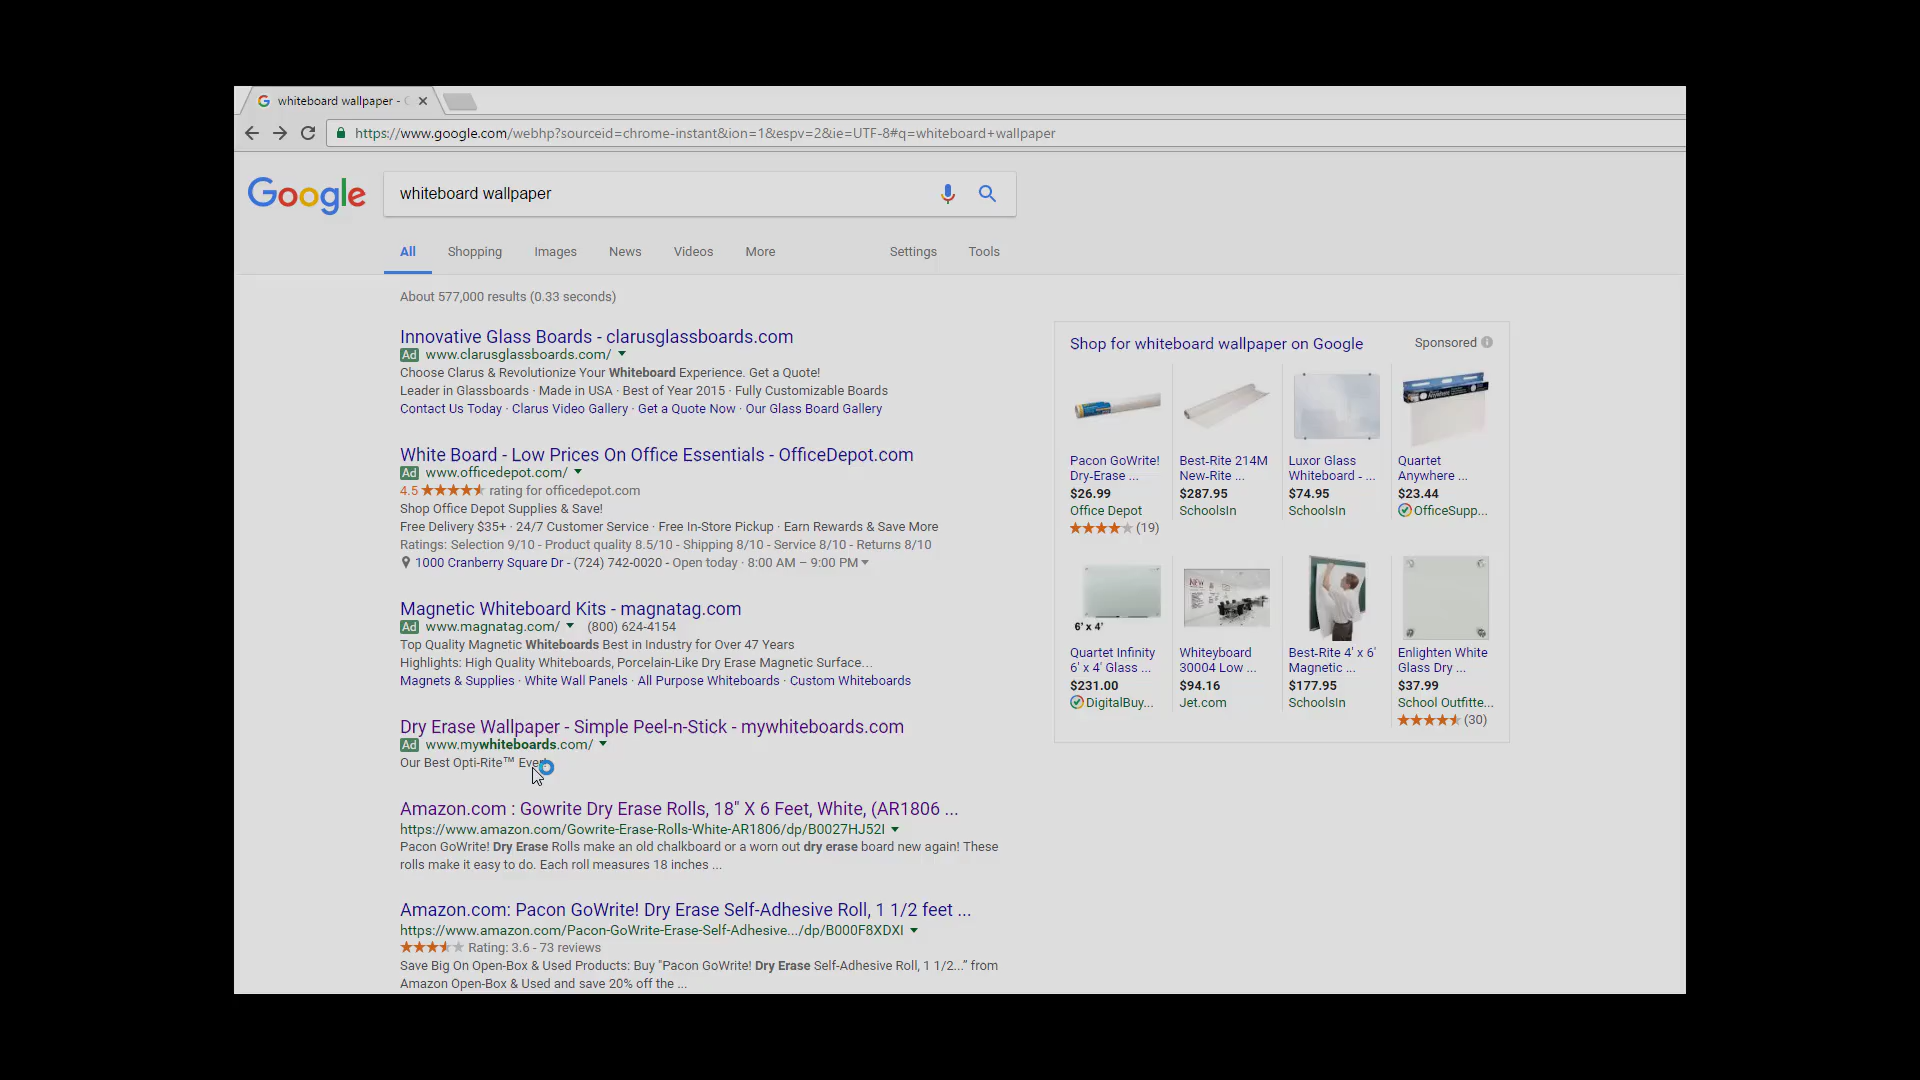 whiteboard wallpaper -
https://www.google.com/webhp?sourceid=chrome-instant&ion=1&espv=2&ie=UTF-8#q=whiteboard+wallpaper
Google
whiteboard wallpaper
All Shopping Images News Videos More Settings Tools
About 577,000 results (0.33 seconds)
Innovative Glass Boards - clarusglassboards.com
Ad www.clarusglassboards.com/
Choose Clarus & Revolutionize Your Whiteboard Experience. Get a Quote!
Leader in Glassboards · Made in USA · Best of Year 2015 · Fully Customizable Boards
Contact Us Today · Clarus Video Gallery · Get a Quote Now · Our Glass Board Gallery
White Board - Low Prices On Office Essentials - OfficeDepot.com
Ad www.officedepot.com/
4.5 rating for officedepot.com
Shop Office Depot Supplies & Save!
Free Delivery $35+ · 24/7 Customer Service · Free In-Store Pickup · Earn Rewards & Save More
Ratings: Selection 9/10 - Product quality 8.5/10 - Shipping 8/10 - Service 8/10 - Returns 8/10
1000 Cranberry Square Dr - (724) 742-0020 - Open today · 8:00 AM – 9:00 PM
Magnetic Whiteboard Kits - magnatag.com
Ad www.magnatag.com/ (800) 624-4154
Top Quality Magnetic Whiteboards Best in Industry for Over 47 Years
Highlights: High Quality Whiteboards, Porcelain-Like Dry Erase Magnetic Surface...
Magnets & Supplies · White Wall Panels · All Purpose Whiteboards · Custom Whiteboards
Dry Erase Wallpaper - Simple Peel-n-Stick - mywhiteboards.com
Ad www.mywhiteboards.com/
Our Best Opti-Rite™ Ever!
Amazon.com : Gowrite Dry Erase Rolls, 18" X 6 Feet, White, (AR1806 ...
https://www.amazon.com/Gowrite-Erase-Rolls-White-AR1806/dp/B0027HJ52I
Pacon GoWrite! Dry Erase Rolls make an old chalkboard or a worn out dry erase board new again! These
rolls make it easy to do. Each roll measures 18 inches ...
Amazon.com: Pacon GoWrite! Dry Erase Self-Adhesive Roll, 1 1/2 feet ...
https://www.amazon.com/Pacon-GoWrite-Erase-Self-Adhesive.../dp/B000F8XDXI
Rating: 3.6 - 73 reviews
Save Big On Open-Box & Used Products: Buy "Pacon GoWrite! Dry Erase Self-Adhesive Roll, 1 1/2..." from
Amazon Open-Box & Used and save 20% off the ...
Shop for whiteboard wallpaper on Google Sponsored
Pacon GoWrite! Best-Rite 214M Luxor Glass Quartet
Dry-Erase ... New-Rite ... Whiteboard - ... Anywhere ...
$26.99 $287.95 $74.95 $23.44
Office Depot SchoolsIn SchoolsIn OfficeSupp...
(19)
NEW
6' x 4'
Quartet Infinity Whiteyboard Best-Rite 4' x 6' Enlighten White
6' x 4' Glass ... 30004 Low ... Magnetic ... Glass Dry ...
$231.00 $94.16 $177.95 $37.99
DigitalBuy... Jet.com SchoolsIn School Outfitte...
(30)